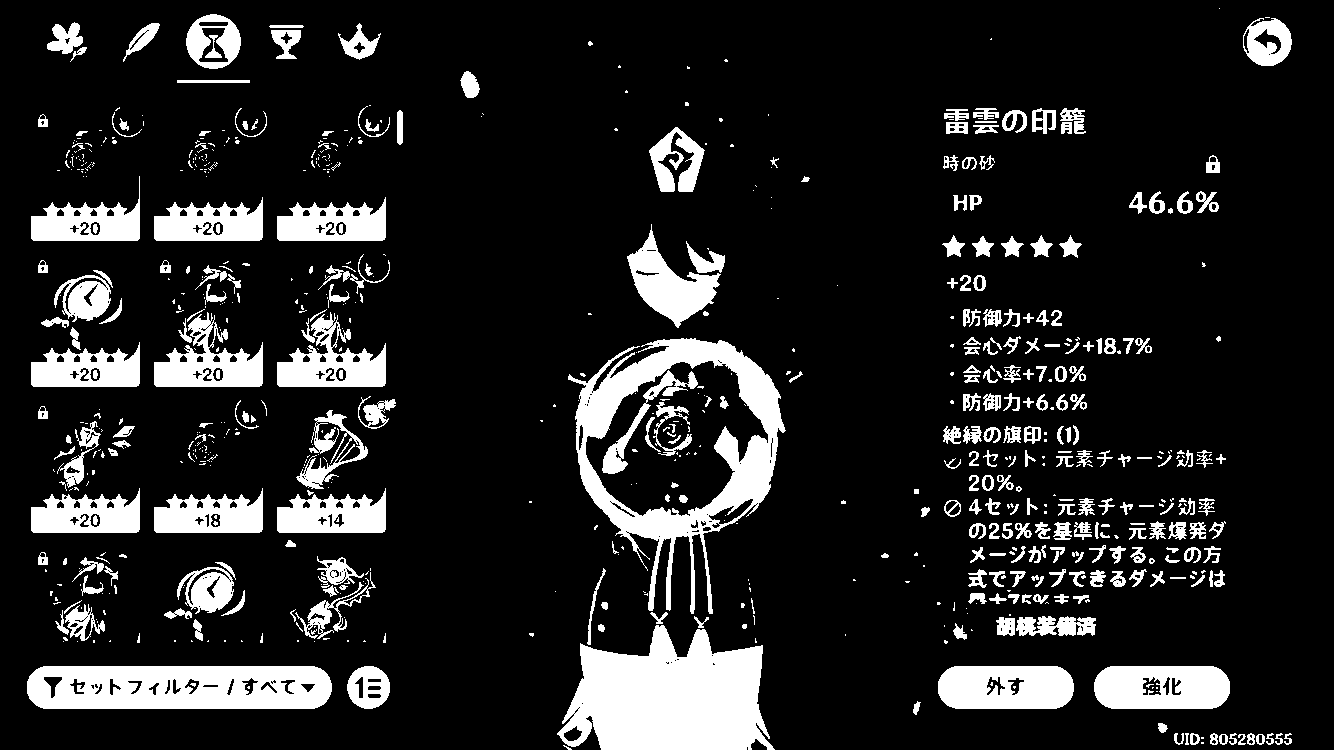 雷雲の印籠
時の砂
HP 46.6%
+20
・防御力+42
・会心ダメージ+18.7%
・会心率+7.0%
・防御力+6.6%
絶縁の旗印: (1)
2セット: 元素チャージ効率+
20%。
4セット: 元素チャージ効率
の25%を基準に、元素爆発ダ
メージがアップする。この方
式でアップできるダメージは
最大75%まで
胡桃装備済
外す 強化
+20 +20 +20
+20 +20 +20
+20 +18 +14
セットフィルター / すべて
UID: 805280555